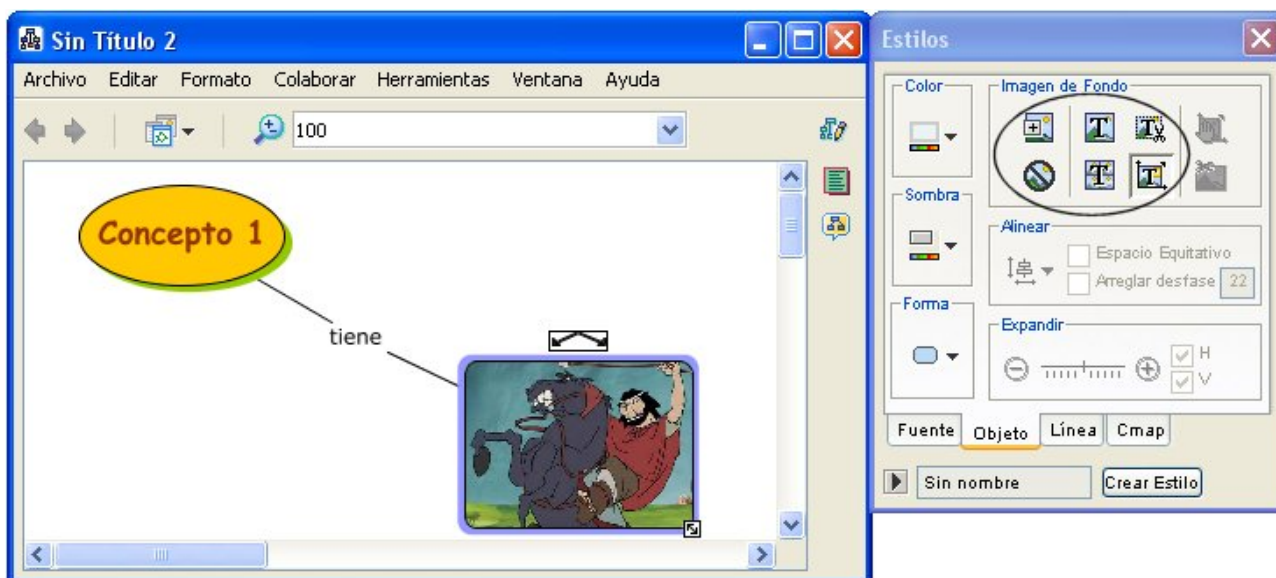 Sin Título 2
Archivo Editar Formato Colaborar Herramientas Ventana Ayuda
100
Concepto 1
tiene
Estilos
Color
Imagen de Fondo
Sombra
Alinear
Espacio Equitativo
Arreglar desfase 22
Forma
Expandir
H
V
Fuente Objeto Línea Cmap
Sin nombre Crear Estilo